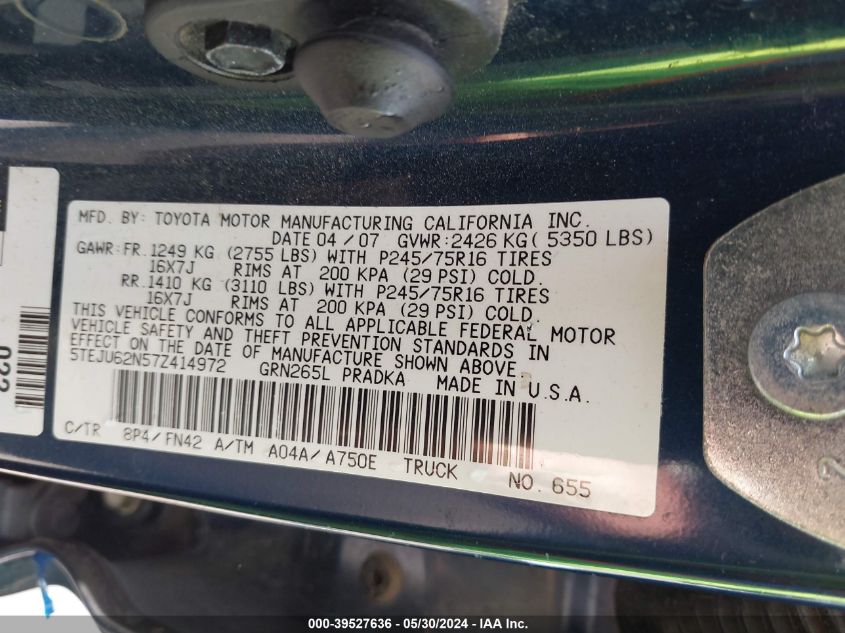 MFD. BY: TOYOTA MOTOR MANUFACTURING CALIFORNIA INC.
DATE 04 / 07 GVWR:2426 KG( 5350 LBS)
GAWR:FR. 1249 KG (2755 LBS) WITH P245/75R16 TIRES
16X7J RIMS AT 200 KPA (29 PSI) COLD.
RR. 1410 KG (3110 LBS) WITH P245/75R16 TIRES
16X7J RIMS AT 200 KPA (29 PSI) COLD.
THIS VEHICLE CONFORMS TO ALL APPLICABLE FEDERAL MOTOR
VEHICLE SAFETY AND THEFT PREVENTION STANDARDS IN
EFFECT ON THE DATE OF MANUFACTURE SHOWN ABOVE.
5TEJU62N57Z414972 GRN265L PRADKA MADE IN U.S.A.
C/TR 8P4/FN42 A/TM A04A/A750E TRUCK NO. 655
000-39527636 - 05/30/2024 - IAA Inc.